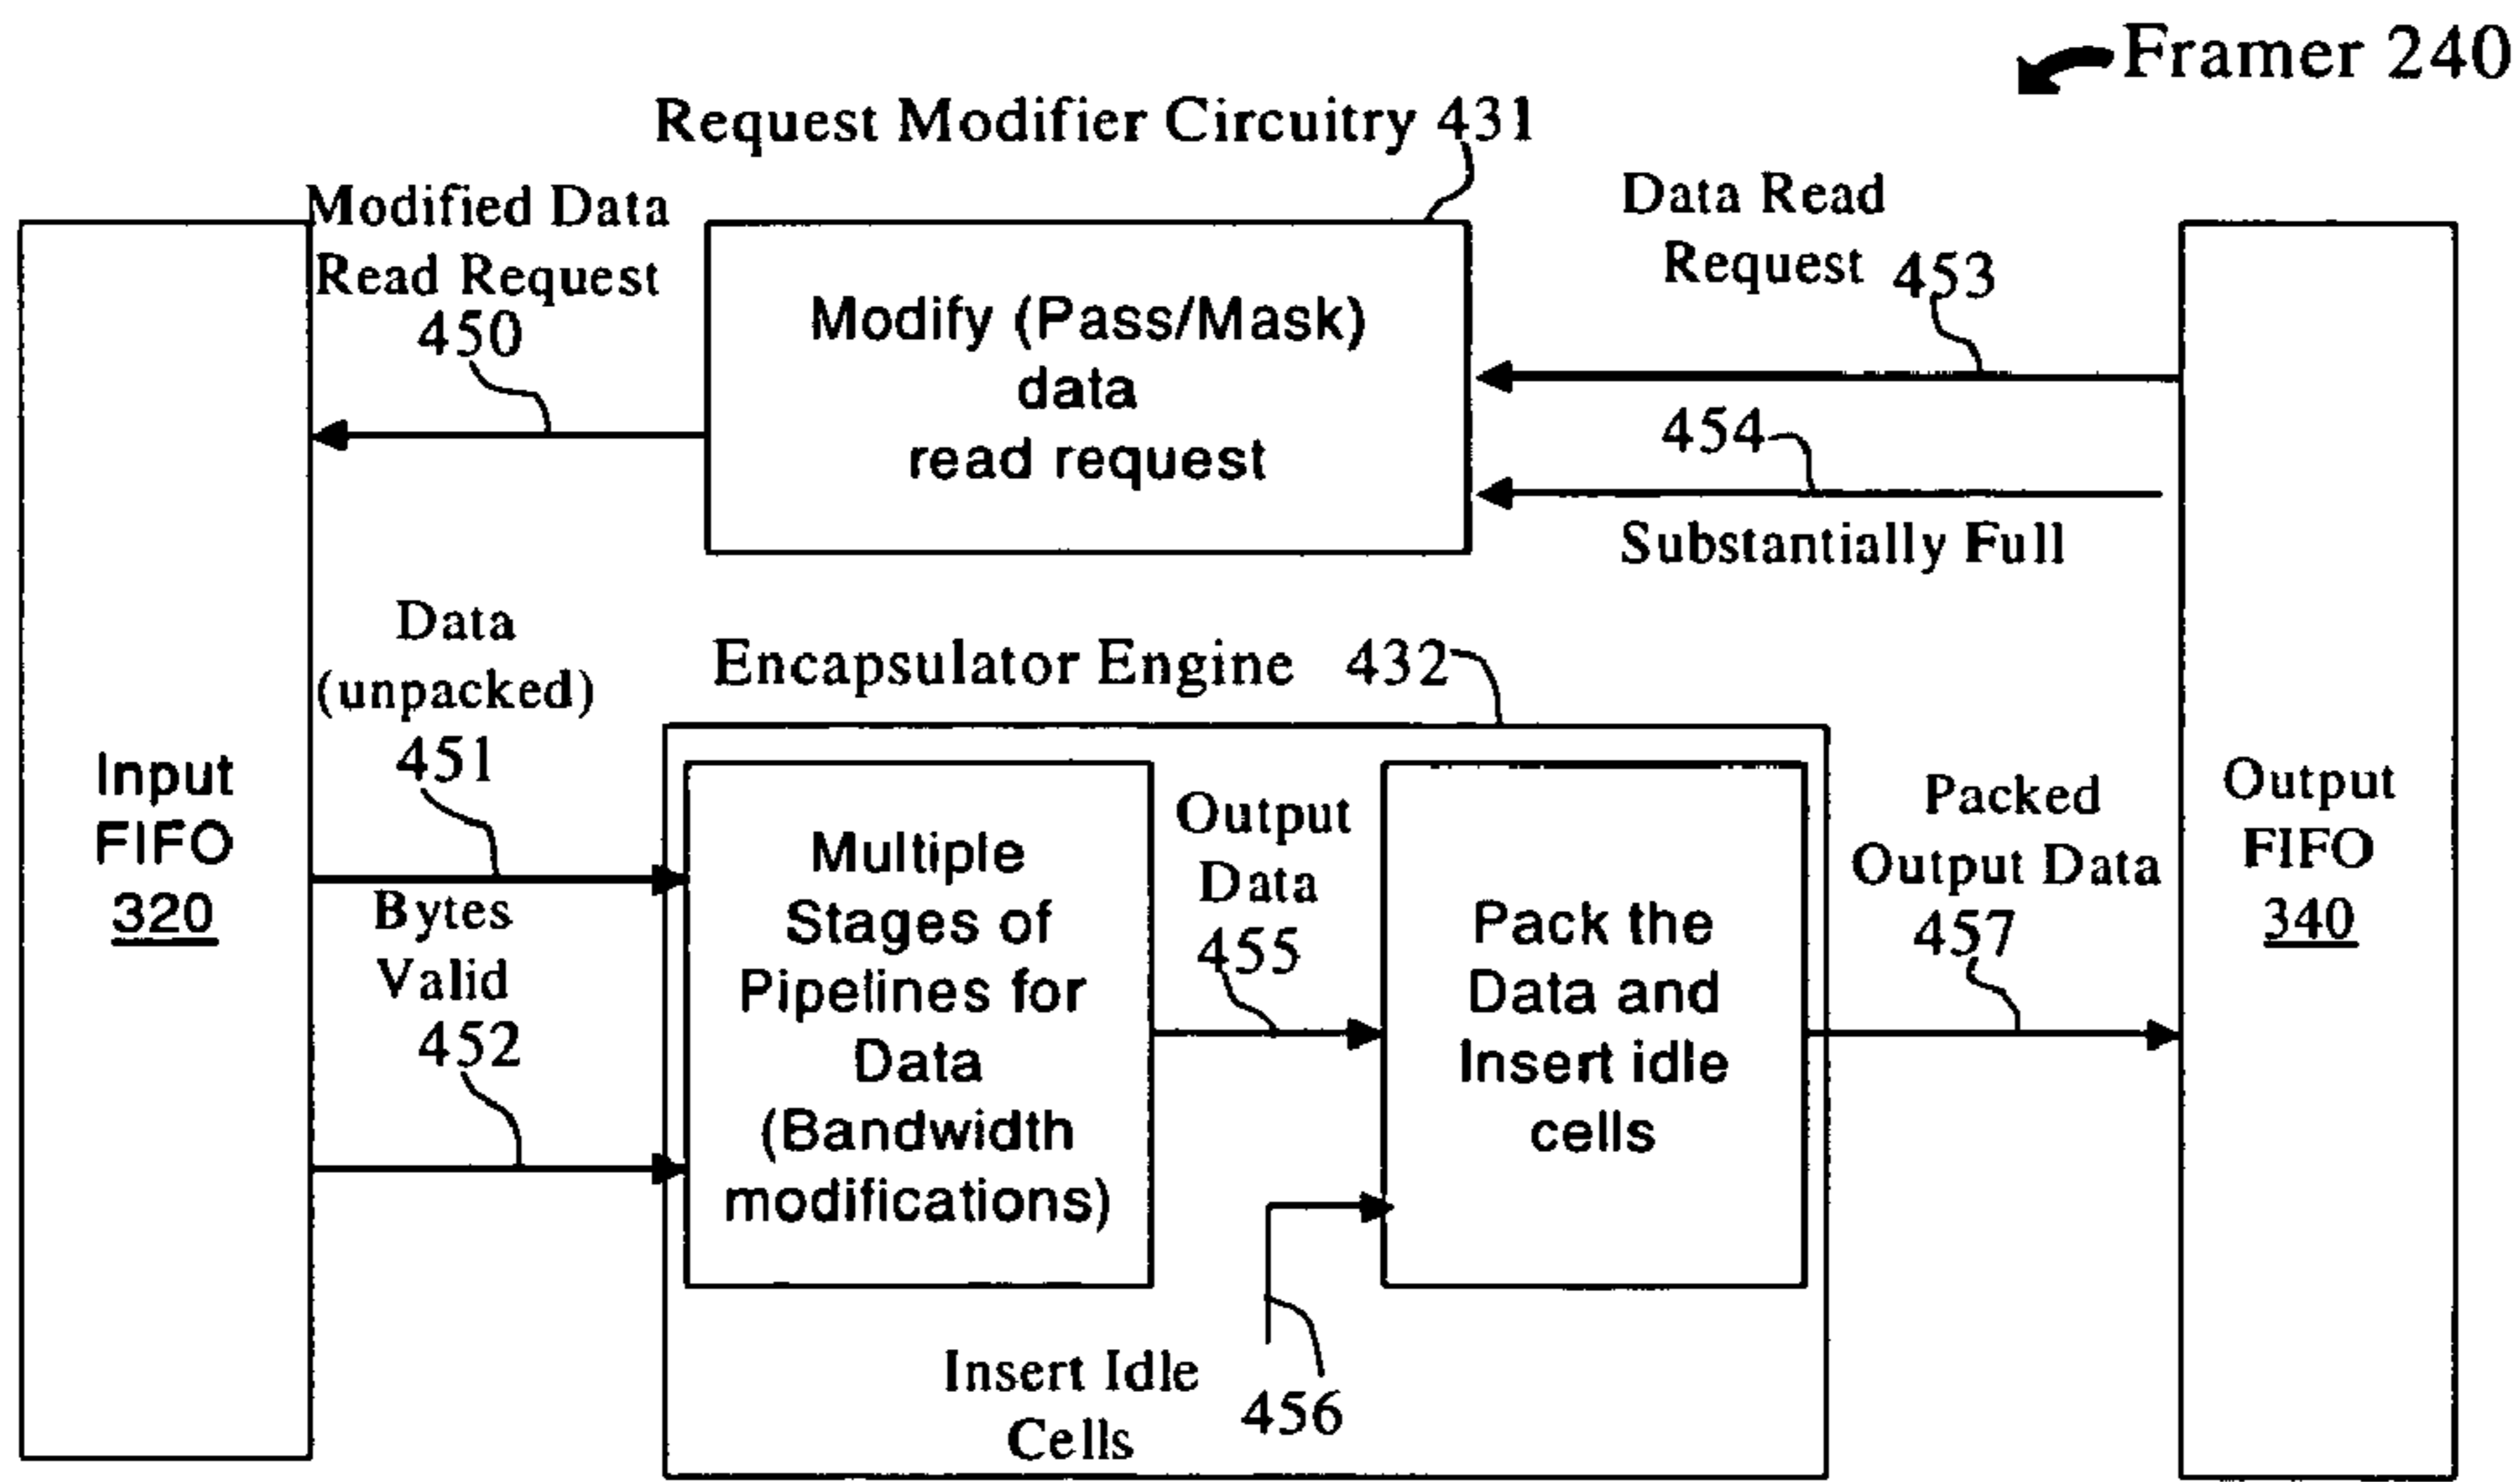 Framer 240
Request Modifier Circuitry 431
Modified Data
Read Request
450
Modify (Pass/Mask)
data
read request
Data Read
Request 453
454
Substantially Full
Data
(unpacked)
451
Bytes
Valid
452
Input
FIFO
320
Encapsulator Engine 432
Multiple
Stages of
Pipelines for
Data
(Bandwidth
modifications)
Output
Data
455
Pack the
Data and
Insert idle
cells
Insert Idle
Cells
456
Packed
Output Data
457
Output
FIFO
340